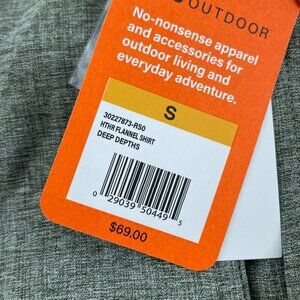 OUTDOOR
No-nonsense apparel
and accessories for
outdoor living and
everyday adventure.
S
30227873-RS0
HTHR FLANNEL SHIRT
DEEP DEPTHS
0 29039 50449 5
$69.00